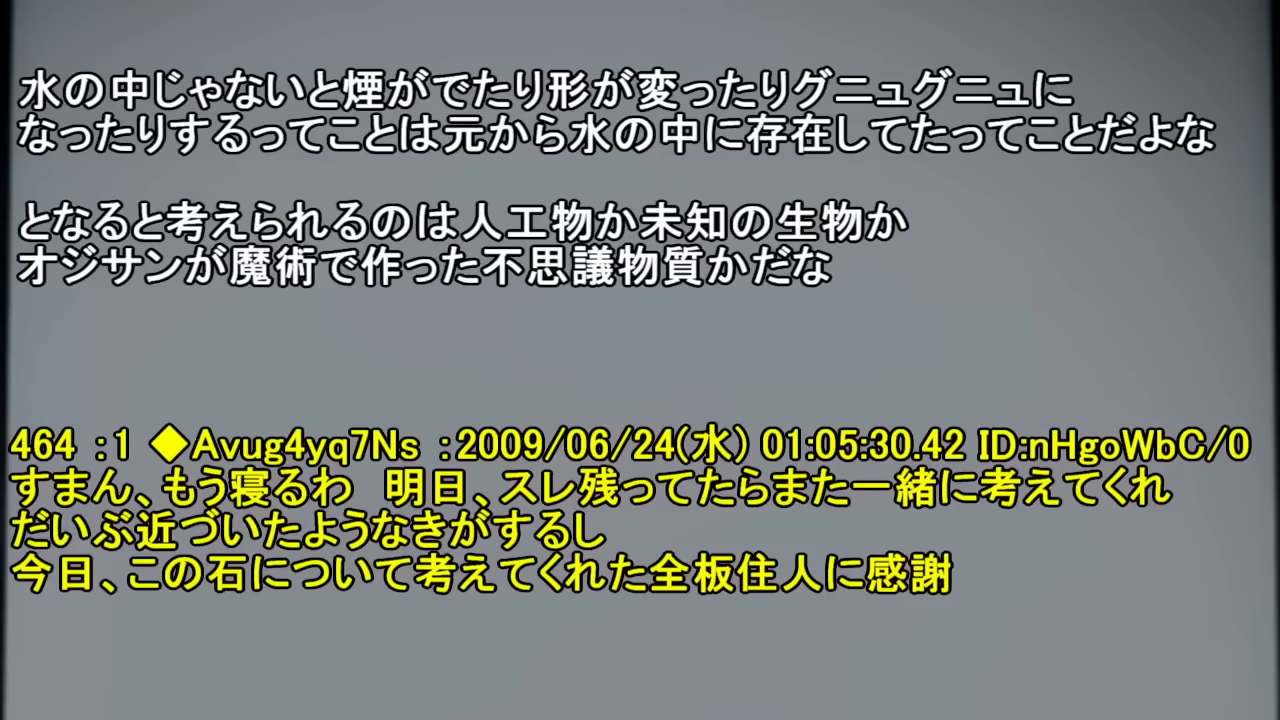 水の中じゃないと煙がでたり形が変ったりグニュグニュに
なったりするってことは元から水の中に存在してたってことだよな
となると考えられるのは人工物か未知の生物か
オジサンが魔術で作った不思議物質かだな
464 :1 ◆Avug4yq7Ns :2009/06/24(水) 01:05:30.42 ID:nHgoWbC/0
すまん、もう寝るわ　明日、スレ残ってたらまた一緒に考えてくれ
だいぶ近づいたようなきがするし
今日、この石について考えてくれた全板住人に感謝